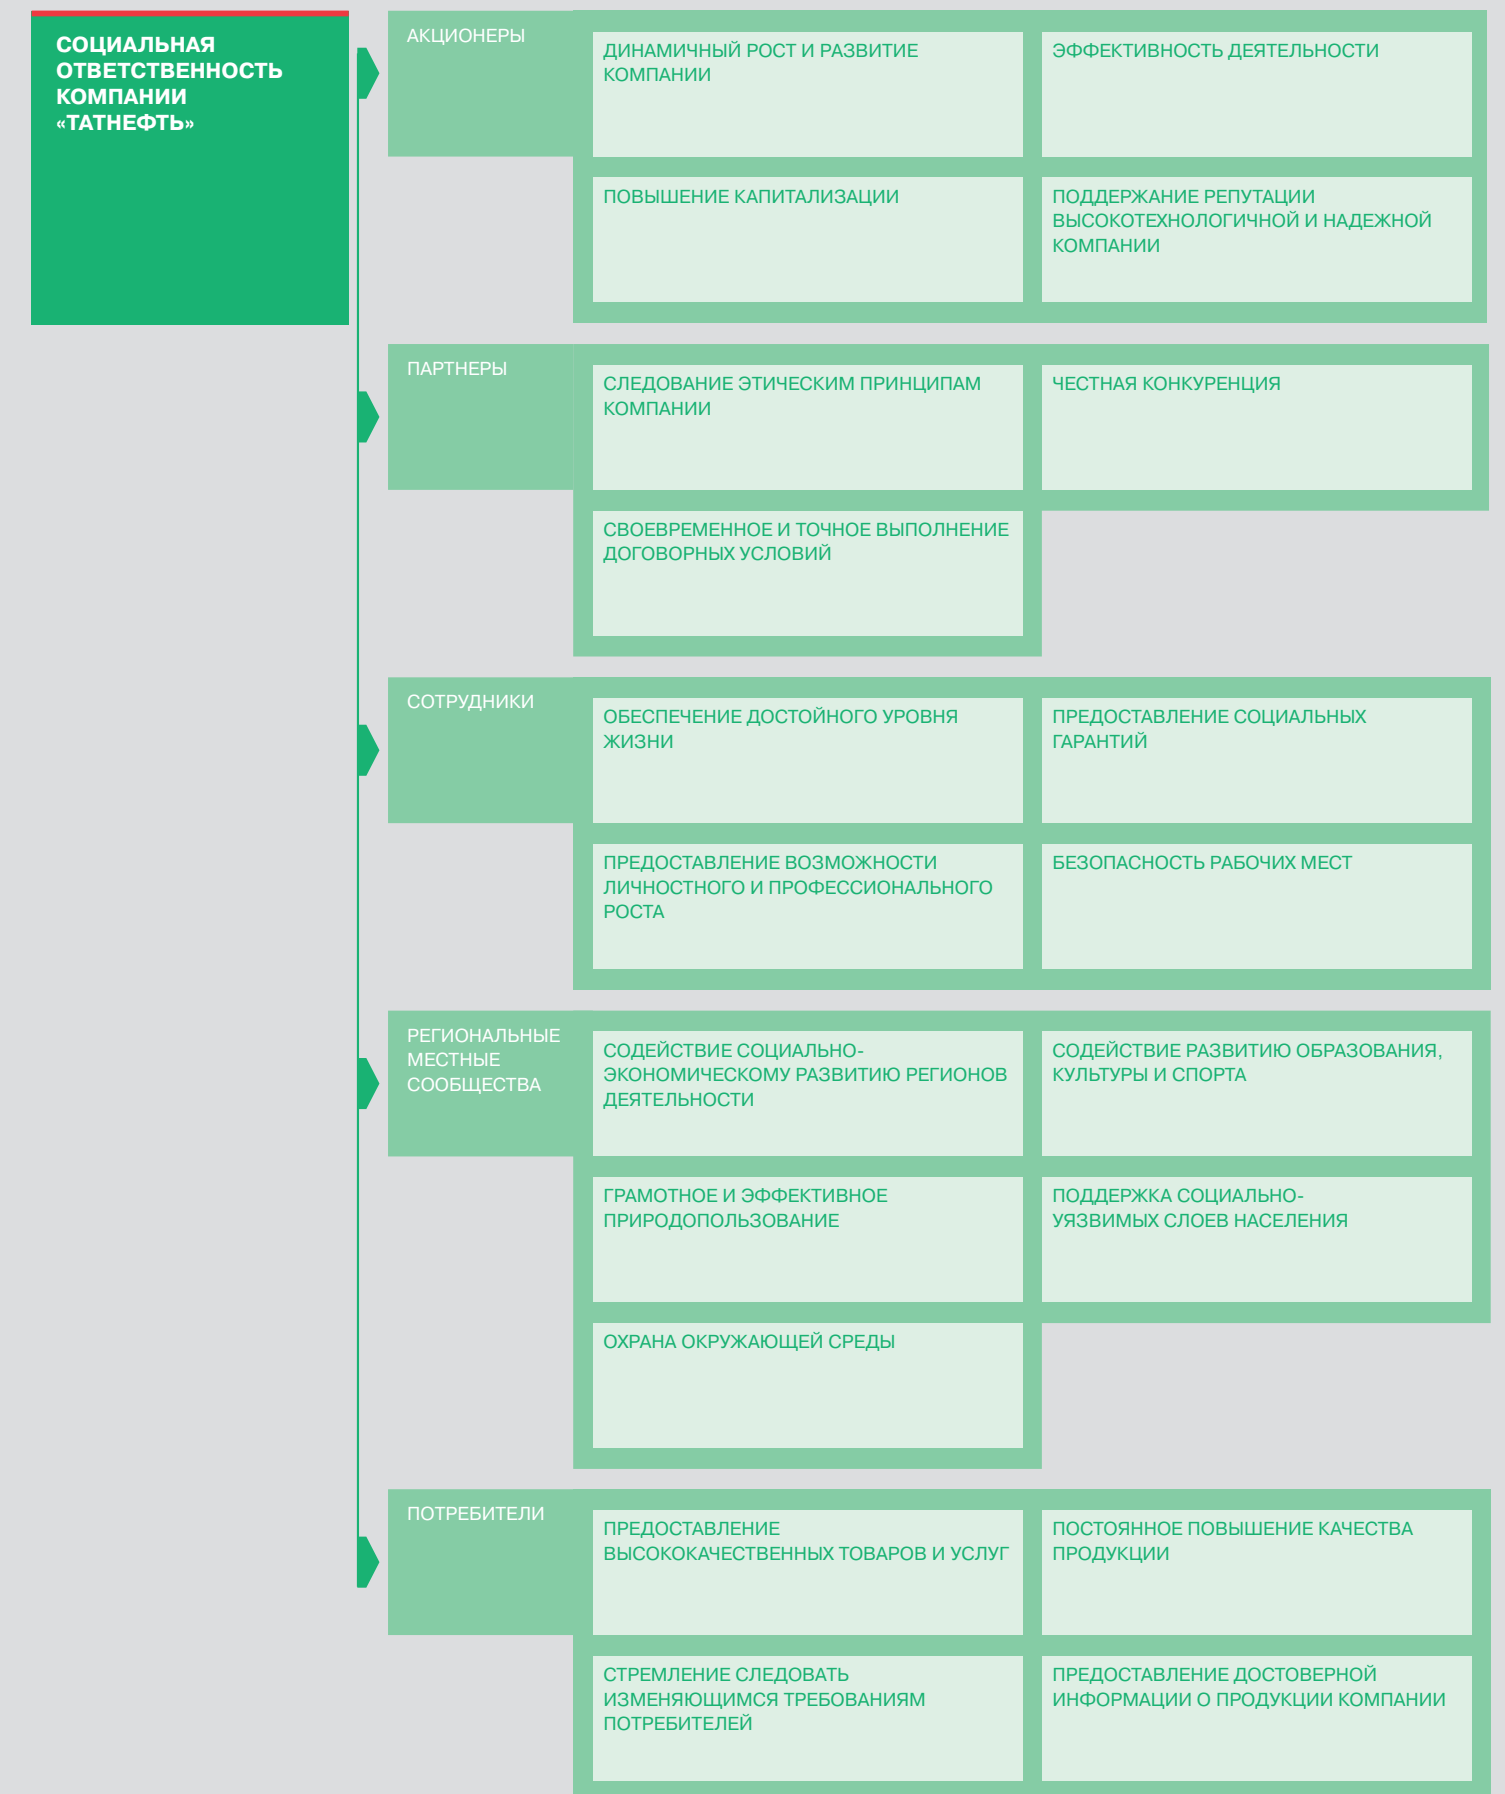 СОЦИАЛЬНАЯ
ОТВЕТСТВЕННОСТЬ
КОМПАНИИ
«ТАТНЕФТЬ»
АКЦИОНЕРЫ
ДИНАМИЧНЫЙ РОСТ И РАЗВИТИЕ
КОМПАНИИ
ЭФФЕКТИВНОСТЬ ДЕЯТЕЛЬНОСТИ
ПОВЫШЕНИЕ КАПИТАЛИЗАЦИИ
ПОДДЕРЖАНИЕ РЕПУТАЦИИ
ВЫСОКОТЕХНОЛОГИЧНОЙ И НАДЕЖНОЙ
КОМПАНИИ
ПАРТНЕРЫ
СЛЕДОВАНИЕ ЭТИЧЕСКИМ ПРИНЦИПАМ
КОМПАНИИ
ЧЕСТНАЯ КОНКУРЕНЦИЯ
СВОЕВРЕМЕННОЕ И ТОЧНОЕ ВЫПОЛНЕНИЕ
ДОГОВОРНЫХ УСЛОВИЙ
СОТРУДНИКИ
ОБЕСПЕЧЕНИЕ ДОСТОЙНОГО УРОВНЯ
ЖИЗНИ
ПРЕДОСТАВЛЕНИЕ СОЦИАЛЬНЫХ
ГАРАНТИЙ
ПРЕДОСТАВЛЕНИЕ ВОЗМОЖНОСТИ
ЛИЧНОСТНОГО И ПРОФЕССИОНАЛЬНОГО
РОСТА
БЕЗОПАСНОСТЬ РАБОЧИХ МЕСТ
РЕГИОНАЛЬНЫЕ
МЕСТНЫЕ
СООБЩЕСТВА
СОДЕЙСТВИЕ СОЦИАЛЬНО-
ЭКОНОМИЧЕСКОМУ РАЗВИТИЮ РЕГИОНОВ
ДЕЯТЕЛЬНОСТИ
СОДЕЙСТВИЕ РАЗВИТИЮ ОБРАЗОВАНИЯ,
КУЛЬТУРЫ И СПОРТА
ГРАМОТНОЕ И ЭФФЕКТИВНОЕ
ПРИРОДОПОЛЬЗОВАНИЕ
ПОДДЕРЖКА СОЦИАЛЬНО-
УЯЗВИМЫХ СЛОЕВ НАСЕЛЕНИЯ
ОХРАНА ОКРУЖАЮЩЕЙ СРЕДЫ
ПОТРЕБИТЕЛИ
ПРЕДОСТАВЛЕНИЕ
ВЫСОКОКАЧЕСТВЕННЫХ ТОВАРОВ И УСЛУГ
ПОСТОЯННОЕ ПОВЫШЕНИЕ КАЧЕСТВА
ПРОДУКЦИИ
СТРЕМЛЕНИЕ СЛЕДОВАТЬ
ИЗМЕНЯЮЩИМСЯ ТРЕБОВАНИЯМ
ПОТРЕБИТЕЛЕЙ
ПРЕДОСТАВЛЕНИЕ ДОСТОВЕРНОЙ
ИНФОРМАЦИИ О ПРОДУКЦИИ КОМПАНИИ